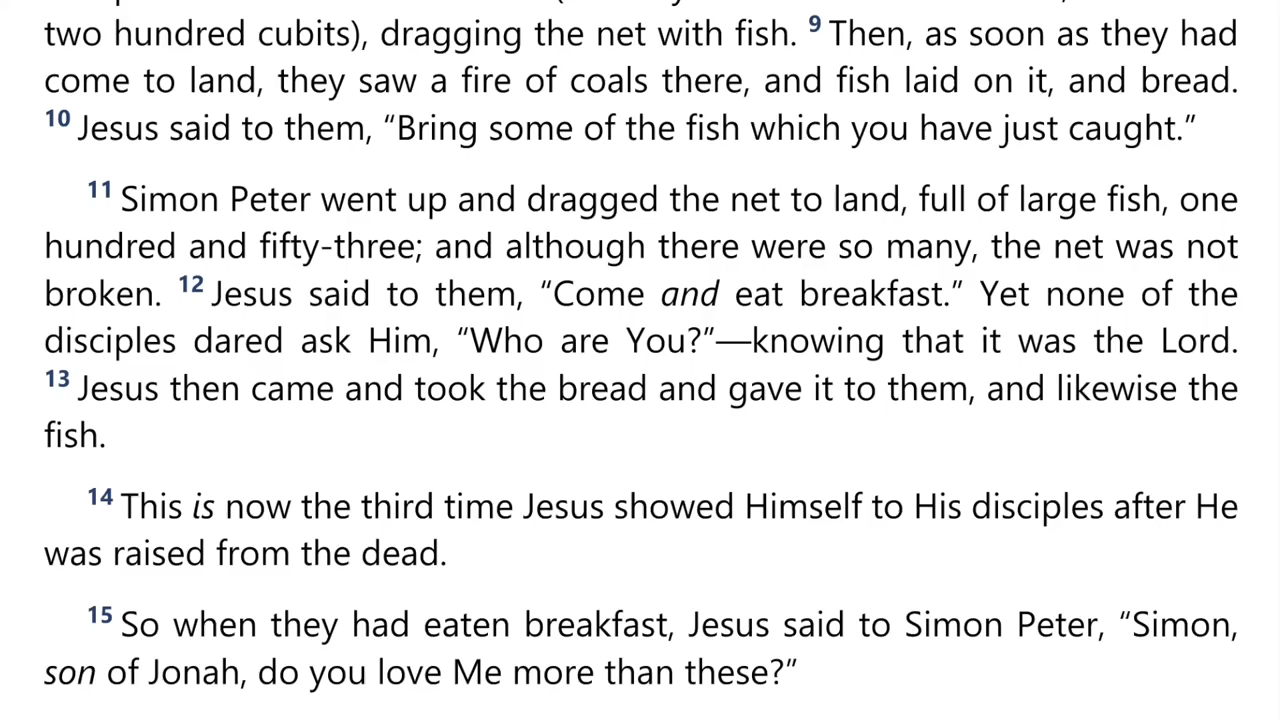 two hundred cubits), dragging the net with fish. 9 Then, as soon as they had
come to land, they saw a fire of coals there, and fish laid on it, and bread.
10 Jesus said to them, “Bring some of the fish which you have just caught.”
11 Simon Peter went up and dragged the net to land, full of large fish, one
hundred and fifty-three; and although there were so many, the net was not
broken. 12 Jesus said to them, “Come and eat breakfast.” Yet none of the
disciples dared ask Him, “Who are You?”—knowing that it was the Lord.
13 Jesus then came and took the bread and gave it to them, and likewise the
fish.
14 This is now the third time Jesus showed Himself to His disciples after He
was raised from the dead.
15 So when they had eaten breakfast, Jesus said to Simon Peter, “Simon,
son of Jonah, do you love Me more than these?”